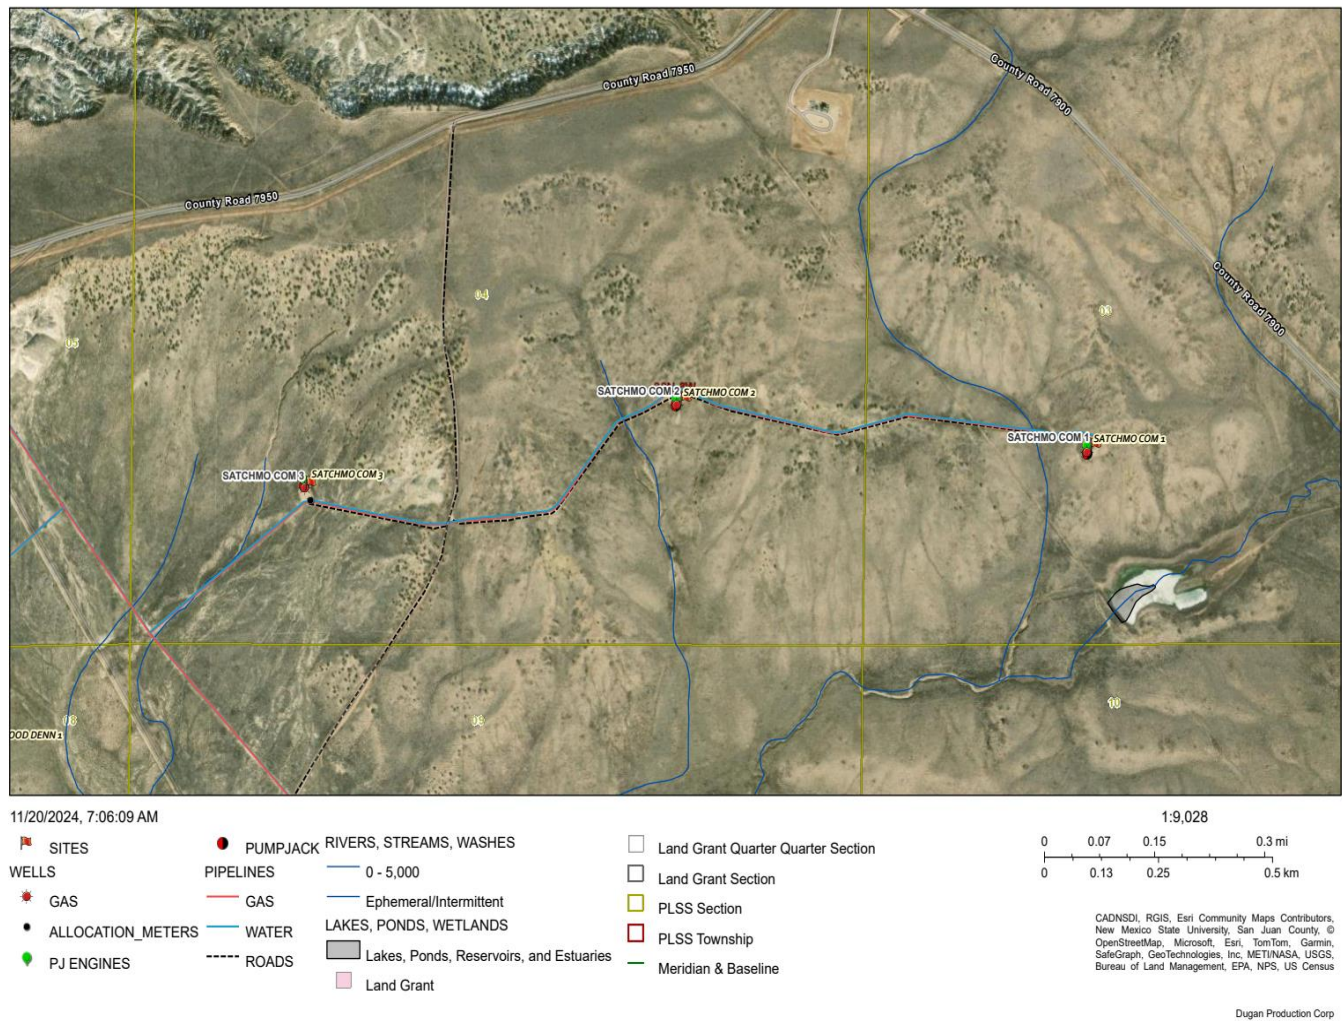 County Road 7950
County Road 7900
County Road 7950
County Road 7900
04
03
05
SATCHMO COM 2
SATCHMO COM 2
SATCHMO COM 1
SATCHMO COM 1
SATCHMO COM 3
SATCHMO COM 3
08
09
10
OOD DENN 1
11/20/2024, 7:06:09 AM
SITES
WELLS
GAS
ALLOCATION_METERS
PJ ENGINES
PUMPJACK
PIPELINES
GAS
WATER
ROADS
RIVERS, STREAMS, WASHES
0 - 5,000
Ephemeral/Intermittent
LAKES, PONDS, WETLANDS
Lakes, Ponds, Reservoirs, and Estuaries
Land Grant
Land Grant Quarter Quarter Section
Land Grant Section
PLSS Section
PLSS Township
Meridian & Baseline
1:9,028
0 0.07 0.15 0.3 mi
0 0.13 0.25 0.5 km
CADNSDI, RGIS, Esri Community Maps Contributors,
New Mexico State University, San Juan County, ©
OpenStreetMap, Microsoft, Esri, TomTom, Garmin,
SafeGraph, GeoTechnologies, Inc, METI/NASA, USGS,
Bureau of Land Management, EPA, NPS, US Census
Dugan Production Corp